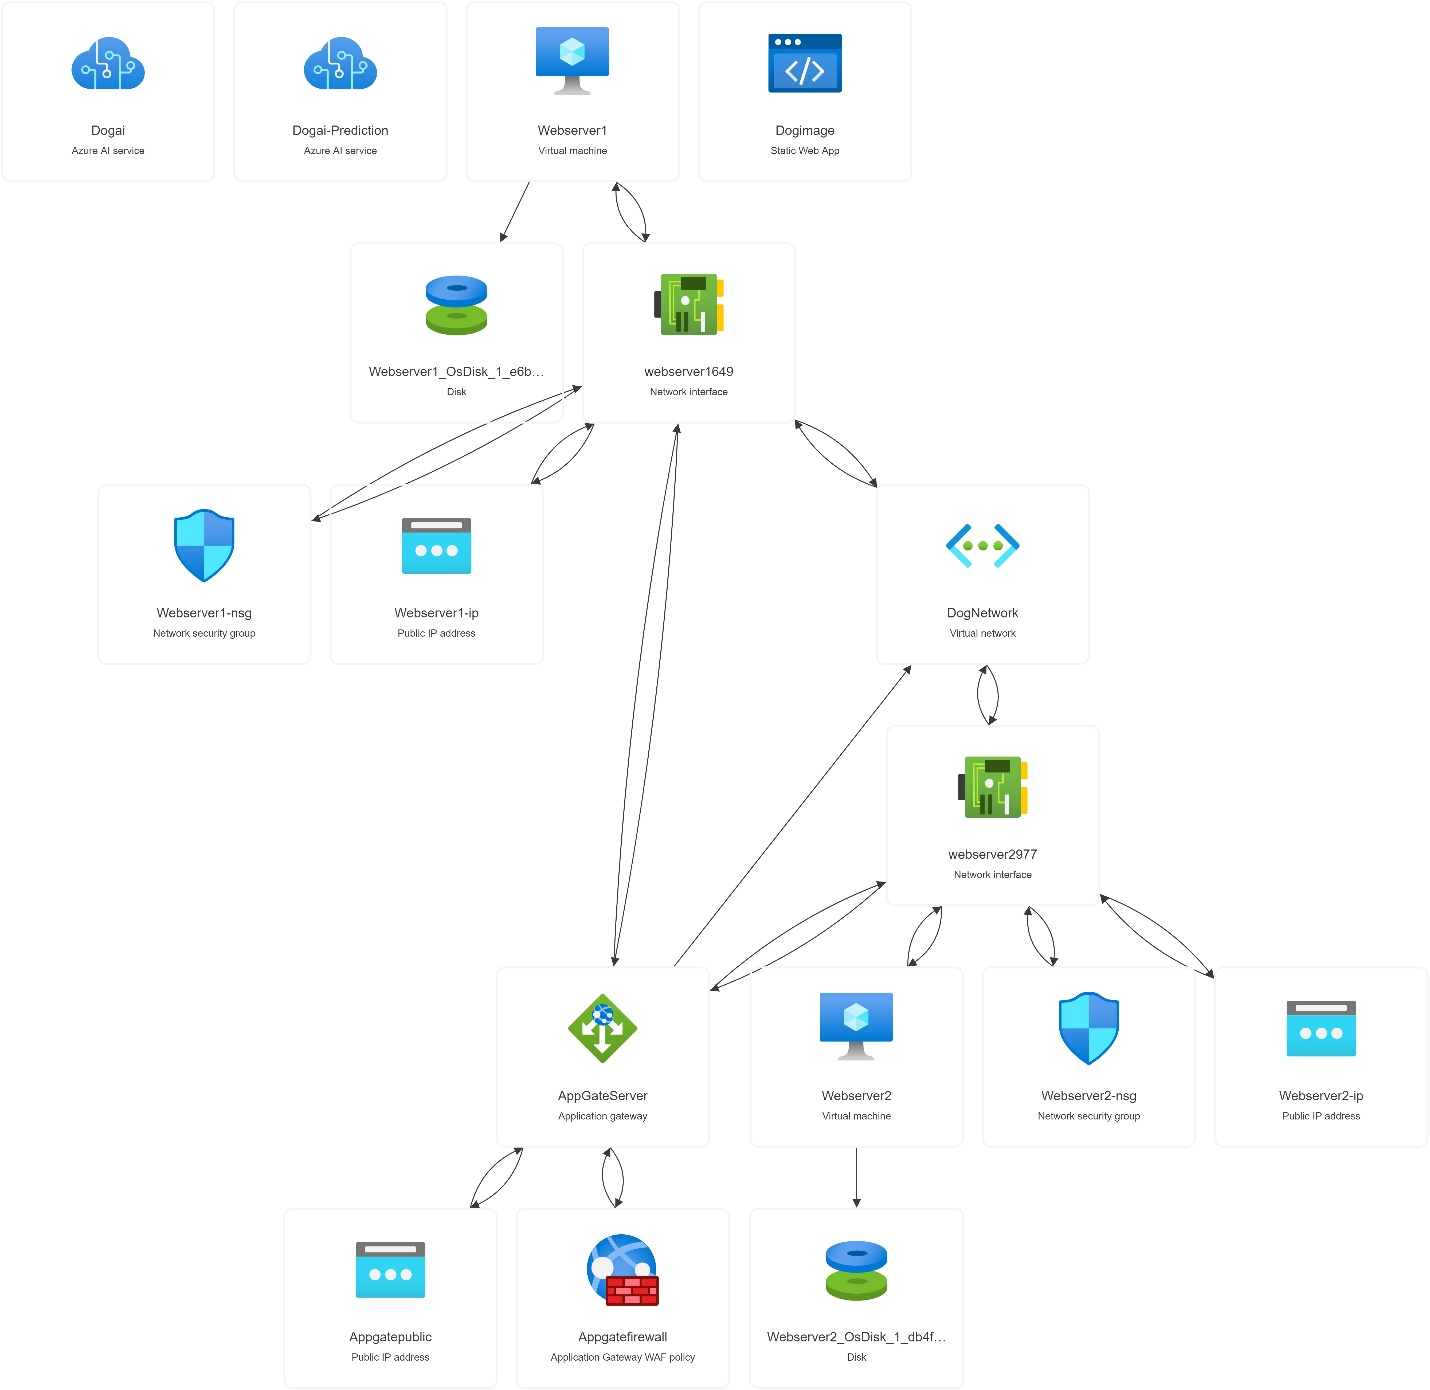 Dogai
Azure AI service
Dogai-Prediction
Azure AI service
Webserver1
Virtual machine
Dogimage
Static Web App
Webserver1_OsDisk_1_e6b...
Disk
webserver1649
Network interface
Webserver1-nsg
Network security group
Webserver1-ip
Public IP address
DogNetwork
Virtual network
webserver2977
Network interface
AppGateServer
Application gateway
Webserver2
Virtual machine
Webserver2-nsg
Network security group
Webserver2-ip
Public IP address
Appgatepublic
Public IP address
Appgatefirewall
Application Gateway WAF policy
Webserver2_OsDisk_1_db4f...
Disk